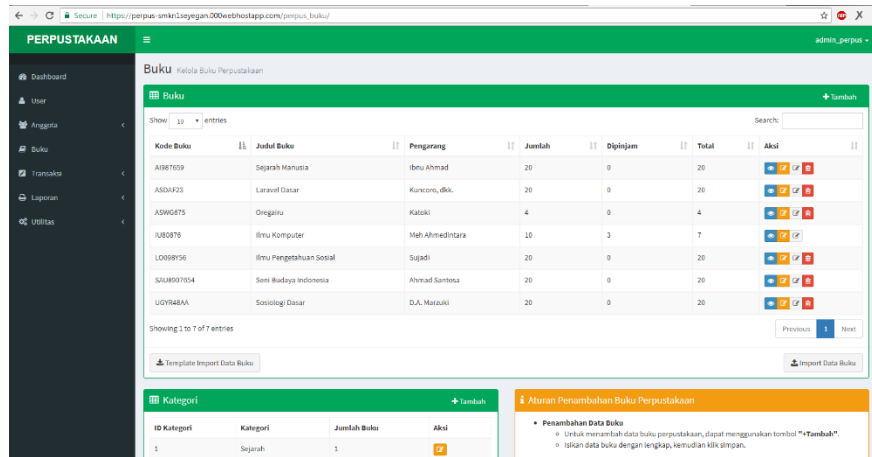 Secure | https://perpus-smkn1seyegan.000webhostapp.com/perpus_buku/
PERPUSTAKAAN
admin_perpus
Dashboard
User
Anggota
Buku
Transaksi
Laporan
Utilitas
Buku Kelola Buku Perpustakaan
Buku +Tambah
Show 10 entries Search:
Kode Buku Judul Buku Pengarang Jumlah Dipinjam Total Aksi
AI987659 Sejarah Manusia Ibnu Ahmad 20 0 20
ASDAF23 Laravel Dasar Kuncoro, dkk. 20 0 20
ASWG875 Oregairu Katoki 4 0 4
IU80876 Ilmu Komputer Meh Ahmedintara 10 3 7
LO098Y56 Ilmu Pengetahuan Sosial Sujadi 20 0 20
SAU8907654 Seni Budaya Indonesia Ahmad Santosa 20 0 20
UGYR48AA Sosiologi Dasar D.A. Marzuki 20 0 20
Showing 1 to 7 of 7 entries Previous 1 Next
Template Import Data Buku Import Data Buku
Kategori +Tambah
ID Kategori Kategori Jumlah Buku Aksi
1 Sejarah 1
Aturan Penambahan Buku Perpustakaan
Penambahan Data Buku
Untuk menambah data buku perpustakaan, dapat menggunakan tombol "+Tambah".
Isikan data buku dengan lengkap, kemudian klik simpan.